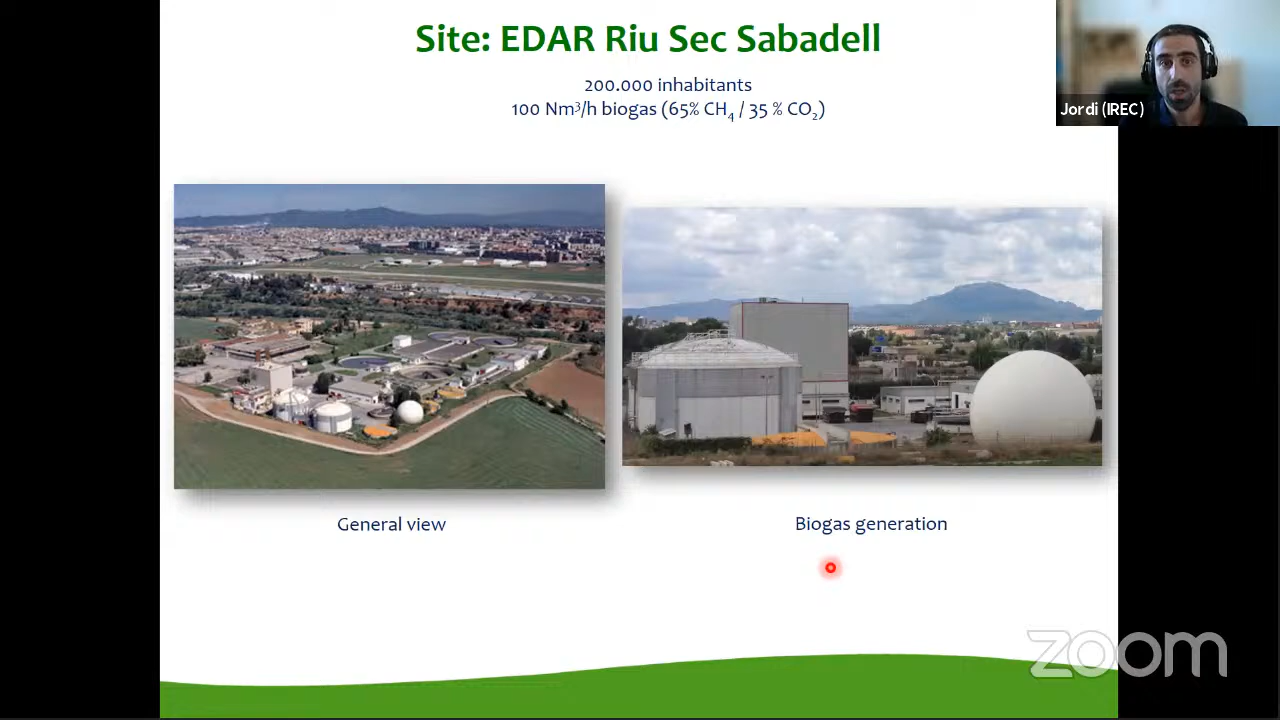 Site: EDAR Riu Sec Sabadell
200.000 inhabitants
100 Nm³/h biogas (65% CH₄ / 35 % CO₂)
Jordi (IREC)
General view
Biogas generation
zoom